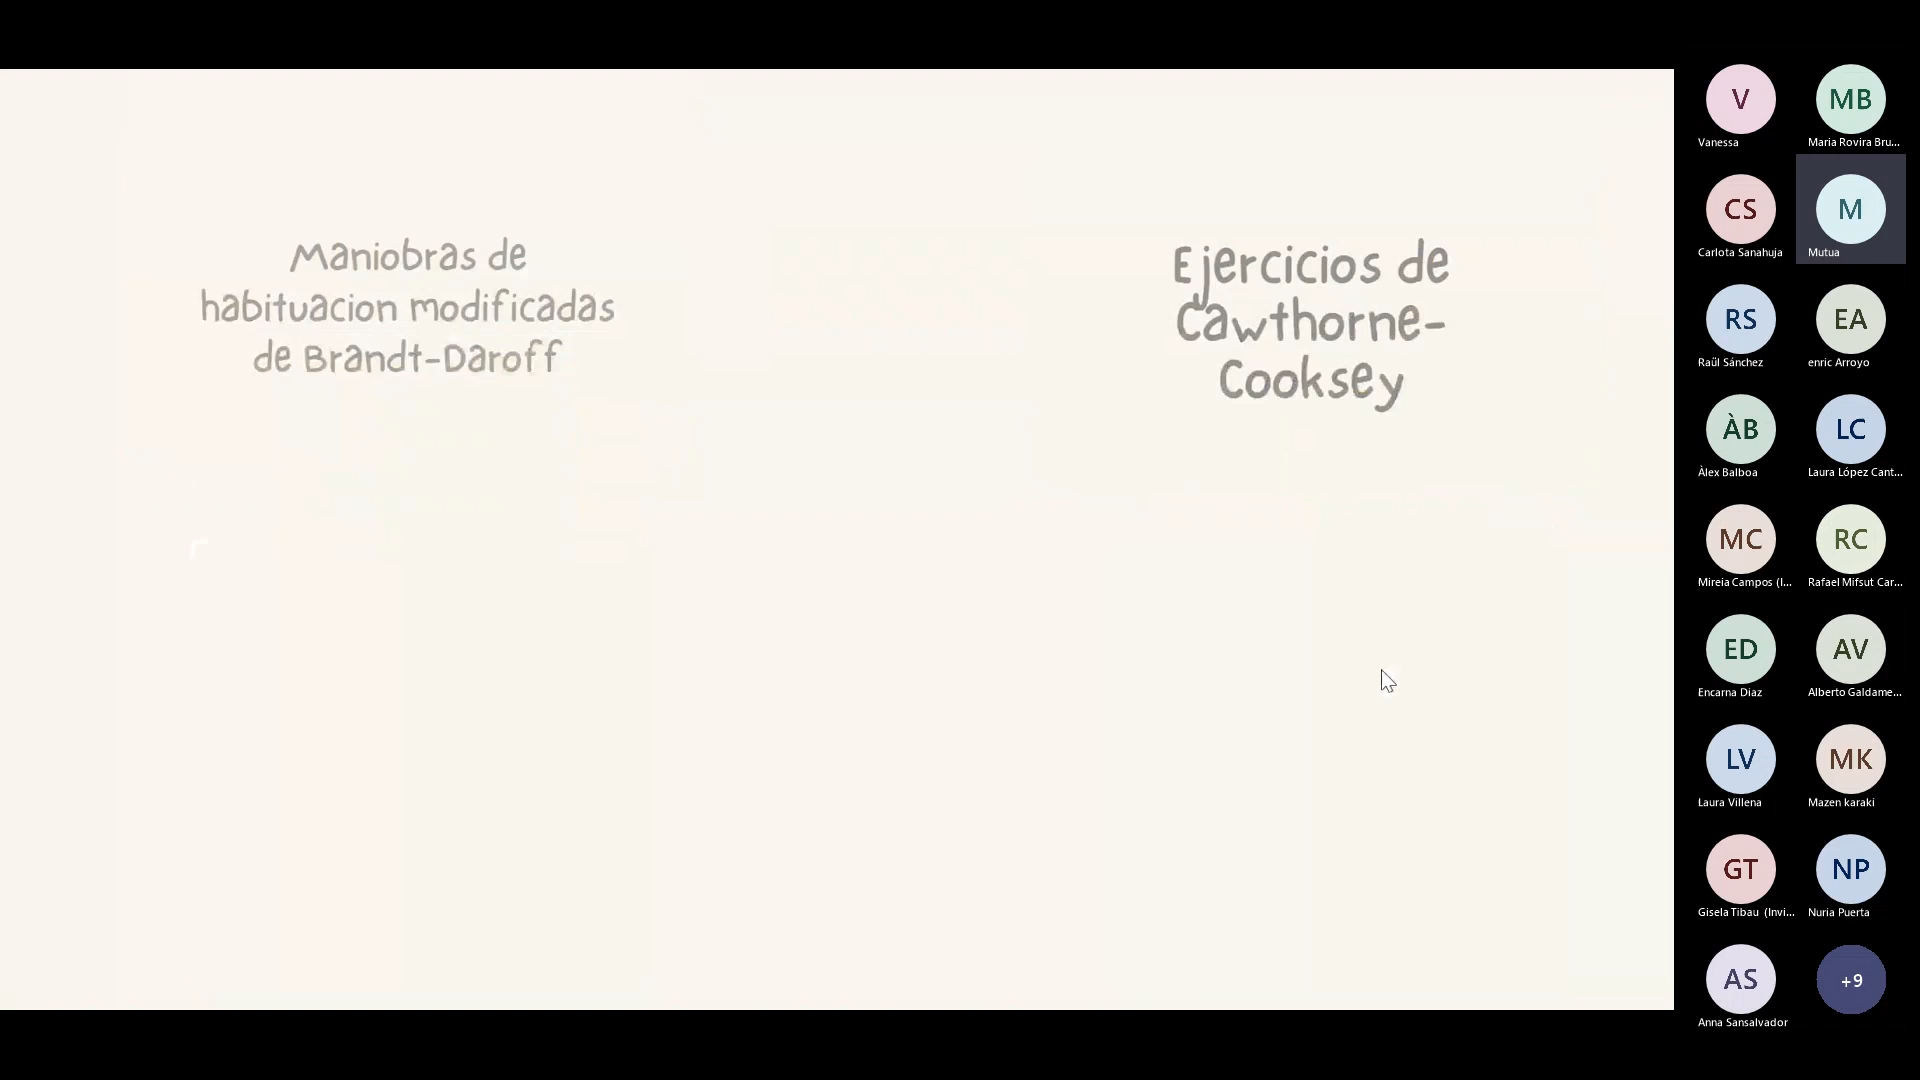 Maniobras de
habituacion modificadas
de Brandt-Daroff
Ejercicios de
Cawthorne-
Cooksey
V
Vanessa
MB
Maria Rovira Bru...
CS
Carlota Sanahuja
M
Mutua
RS
Raül Sánchez
EA
enric Arroyo
ÀB
Àlex Balboa
LC
Laura López Cant...
MC
Mireia Campos (I...
RC
Rafael Mifsut Car...
ED
Encarna Diaz
AV
Alberto Galdame...
LV
Laura Villena
MK
Mazen karaki
GT
Gisela Tibau (Invi...
NP
Nuria Puerta
AS
Anna Sansalvador
+9